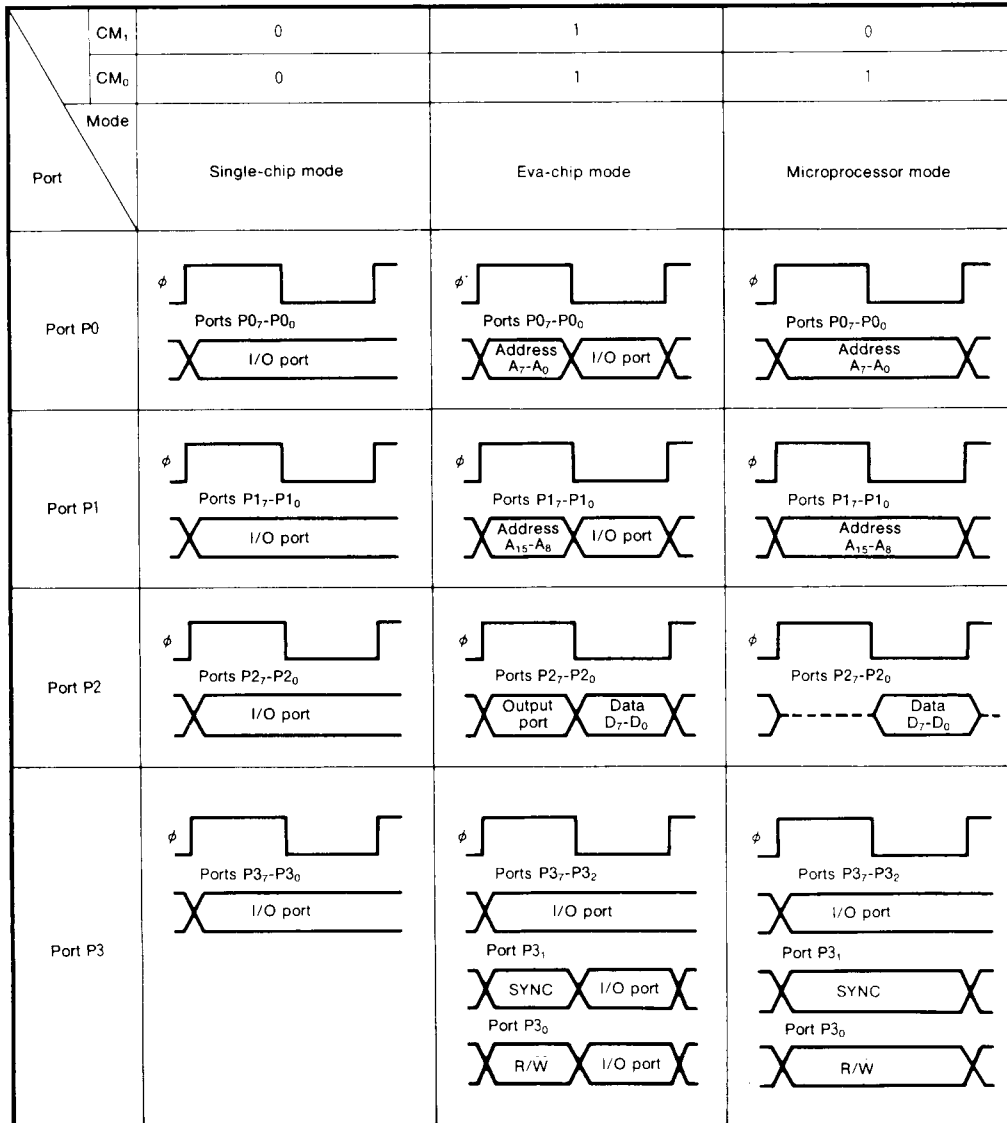 CM₁ 0 1 0
CM₀ 0 1 1
Mode
Port
Single-chip mode Eva-chip mode Microprocessor mode
Port P0
ϕ
Ports P0₇-P0₀
I/O port
ϕ
Ports P0₇-P0₀
Address
A₇-A₀
I/O port
ϕ
Ports P0₇-P0₀
Address
A₇-A₀
Port P1
ϕ
Ports P1₇-P1₀
I/O port
ϕ
Ports P1₇-P1₀
Address
A₁₅-A₈
I/O port
ϕ
Ports P1₇-P1₀
Address
A₁₅-A₈
Port P2
ϕ
Ports P2₇-P2₀
I/O port
ϕ
Ports P2₇-P2₀
Output
port
Data
D₇-D₀
ϕ
Ports P2₇-P2₀
Data
D₇-D₀
Port P3
ϕ
Ports P3₇-P3₀
I/O port
ϕ
Ports P3₇-P3₂
I/O port
Port P3₁
SYNC
I/O port
Port P3₀
R/W̅
I/O port
ϕ
Ports P3₇-P3₂
I/O port
Port P3₁
SYNC
Port P3₀
R/W̅